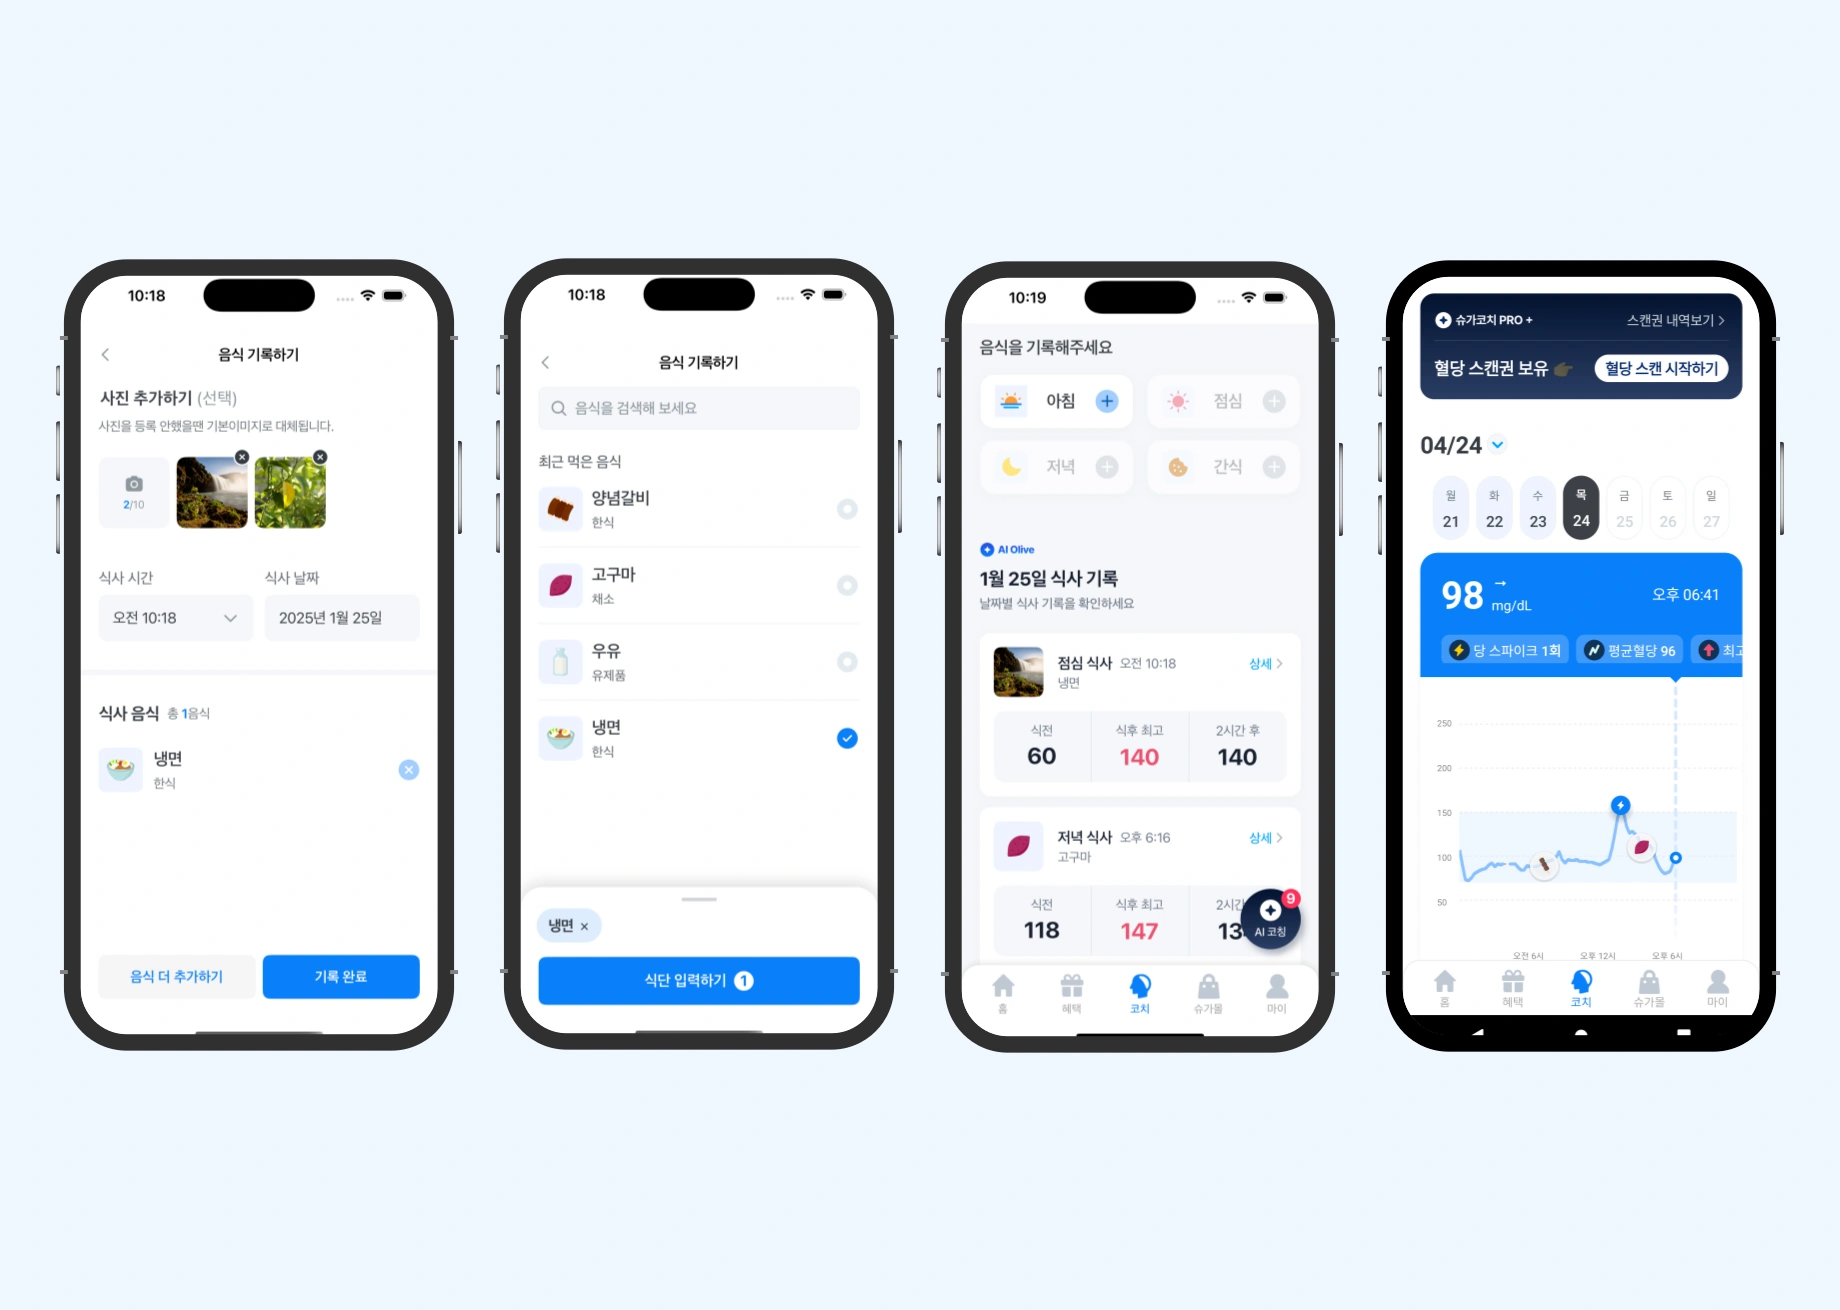 10:18
음식 기록하기
사진 추가하기 (선택)
사진을 등록 안했을땐 기본이미지로 대체됩니다.
2/10
식사 시간
식사 날짜
오전 10:18
2025년 1월 25일
식사 음식 총 1음식
냉면
한식
음식 더 추가하기
기록 완료
10:18
음식 기록하기
음식을 검색해 보세요
최근 먹은 음식
양념갈비
한식
고구마
채소
우유
유제품
냉면
한식
냉면 ×
식단 입력하기 1
10:19
음식을 기록해주세요
아침
점심
저녁
간식
AI Olive
1월 25일 식사 기록
날짜별 식사 기록을 확인하세요
점심 식사 오전 10:18 상세 >
냉면
식전 식후 최고 2시간 후
60 140 140
저녁 식사 오후 6:16 상세 >
고구마
식전 식후 최고 2시간
118 147 13
9
AI 코칭
홈 혜택 코치 슈가몰 마이
슈가코치 PRO + 스캔권 내역보기 >
혈당 스캔권 보유 혈당 스캔 시작하기
04/24
월 화 수 목 금 토 일
21 22 23 24 25 26 27
98 → mg/dL 오후 06:41
당 스파이크 1회 평균혈당 96 최고
250
200
150
100
50
오전 6시 오후 12시 오후 6시
홈 혜택 코치 슈가몰 마이